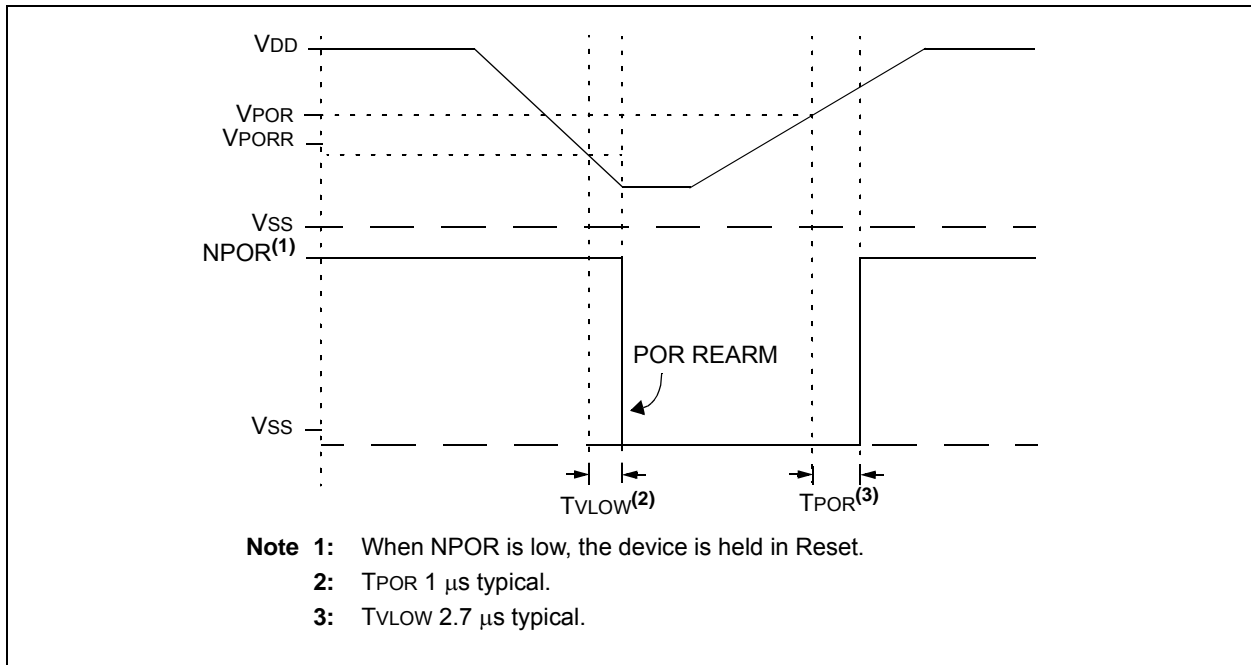 VDD
VPOR
VPORR
VSS
NPOR(1)
POR REARM
VSS
TVLOW(2)
TPOR(3)
Note 1: When NPOR is low, the device is held in Reset.
2: TPOR 1 μs typical.
3: TVLOW 2.7 μs typical.